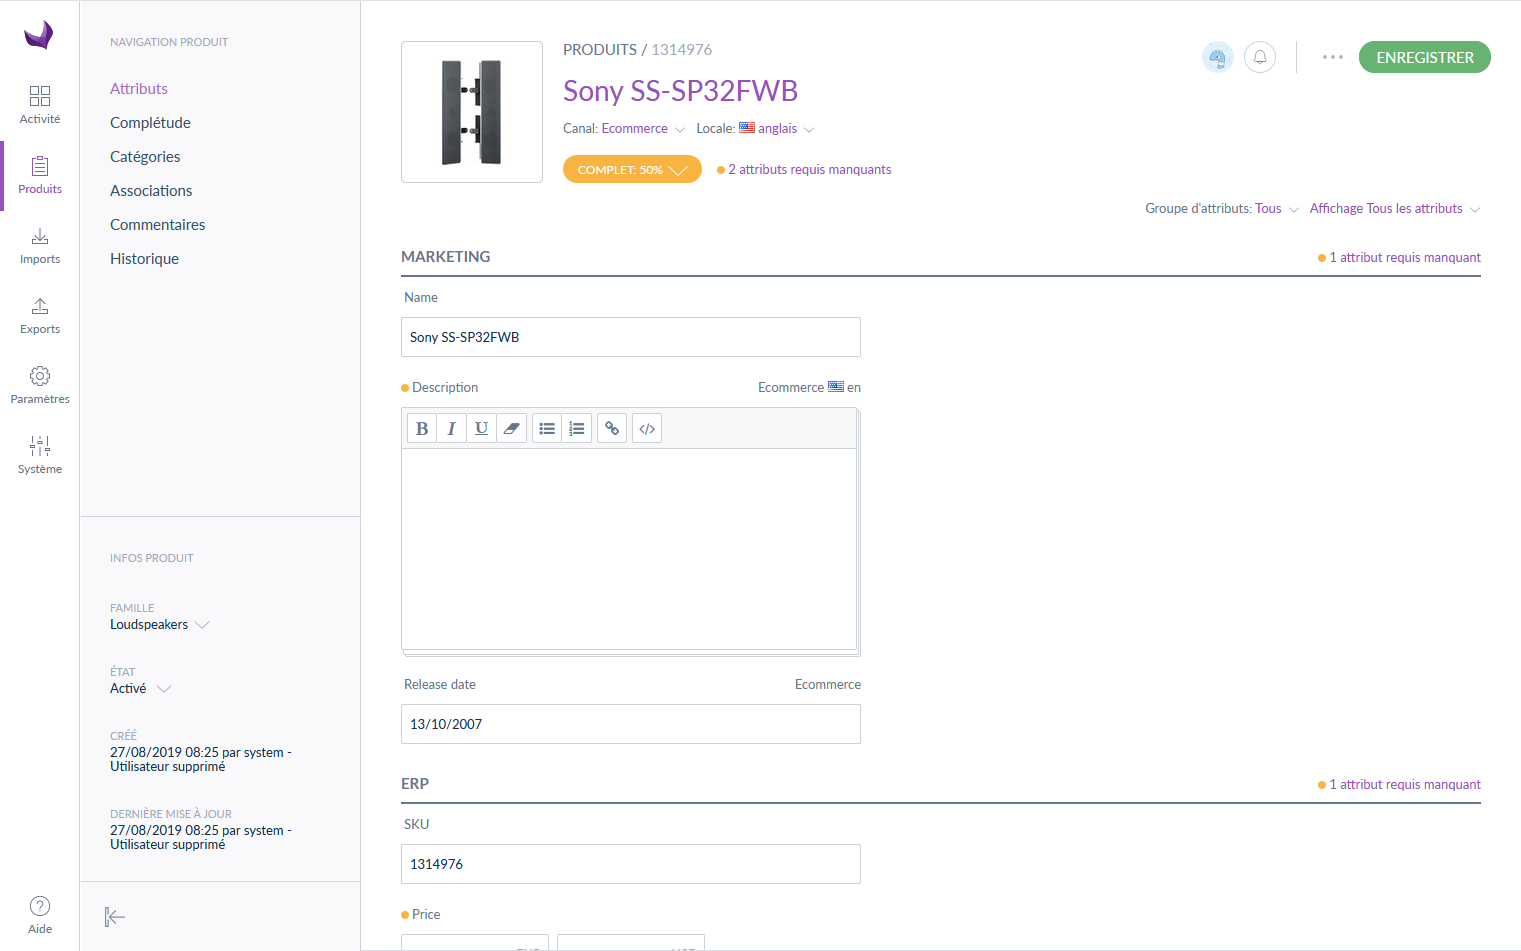 Activité
Produits
Imports
Exports
Paramètres
Système
Aide
NAVIGATION PRODUIT
Attributs
Complétude
Catégories
Associations
Commentaires
Historique
INFOS PRODUIT
FAMILLE
Loudspeakers
ÉTAT
Activé
CRÉÉ
27/08/2019 08:25 par system -
Utilisateur supprimé
DERNIÈRE MISE À JOUR
27/08/2019 08:25 par system -
Utilisateur supprimé
PRODUITS / 1314976
ENREGISTRER
Sony SS-SP32FWB
Canal: Ecommerce Locale: anglais
COMPLET: 50% 2 attributs requis manquants
Groupe d'attributs: Tous Affichage Tous les attributs
MARKETING 1 attribut requis manquant
Name
Sony SS-SP32FWB
Description Ecommerce en
B I U </>
Release date Ecommerce
13/10/2007
ERP 1 attribut requis manquant
SKU
1314976
Price